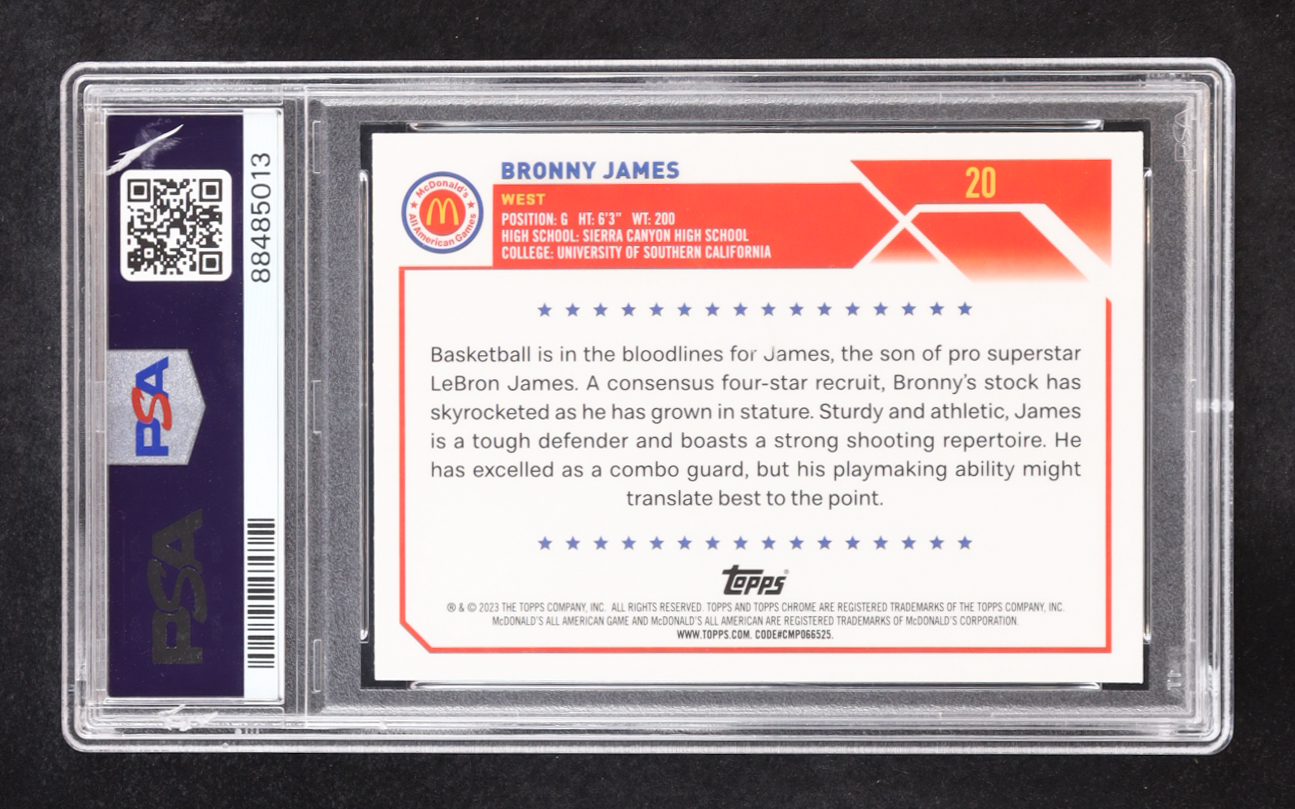 88485013
PSA
PSA
McDonald's
All American Games
BRONNY JAMES
WEST
POSITION: G HT: 6'3" WT: 200
HIGH SCHOOL: SIERRA CANYON HIGH SCHOOL
COLLEGE: UNIVERSITY OF SOUTHERN CALIFORNIA
20
Basketball is in the bloodlines for James, the son of pro superstar
LeBron James. A consensus four-star recruit, Bronny's stock has
skyrocketed as he has grown in stature. Sturdy and athletic, James
is a tough defender and boasts a strong shooting repertoire. He
has excelled as a combo guard, but his playmaking ability might
translate best to the point.
Topps®
® & © 2023 THE TOPPS COMPANY, INC. ALL RIGHTS RESERVED. TOPPS AND TOPPS CHROME ARE REGISTERED TRADEMARKS OF THE TOPPS COMPANY, INC.
McDONALD'S ALL AMERICAN GAME AND McDONALD'S ALL AMERICAN ARE REGISTERED TRADEMARKS OF McDONALD'S CORPORATION.
WWW.TOPPS.COM. CODE#CMP066525.
PSA